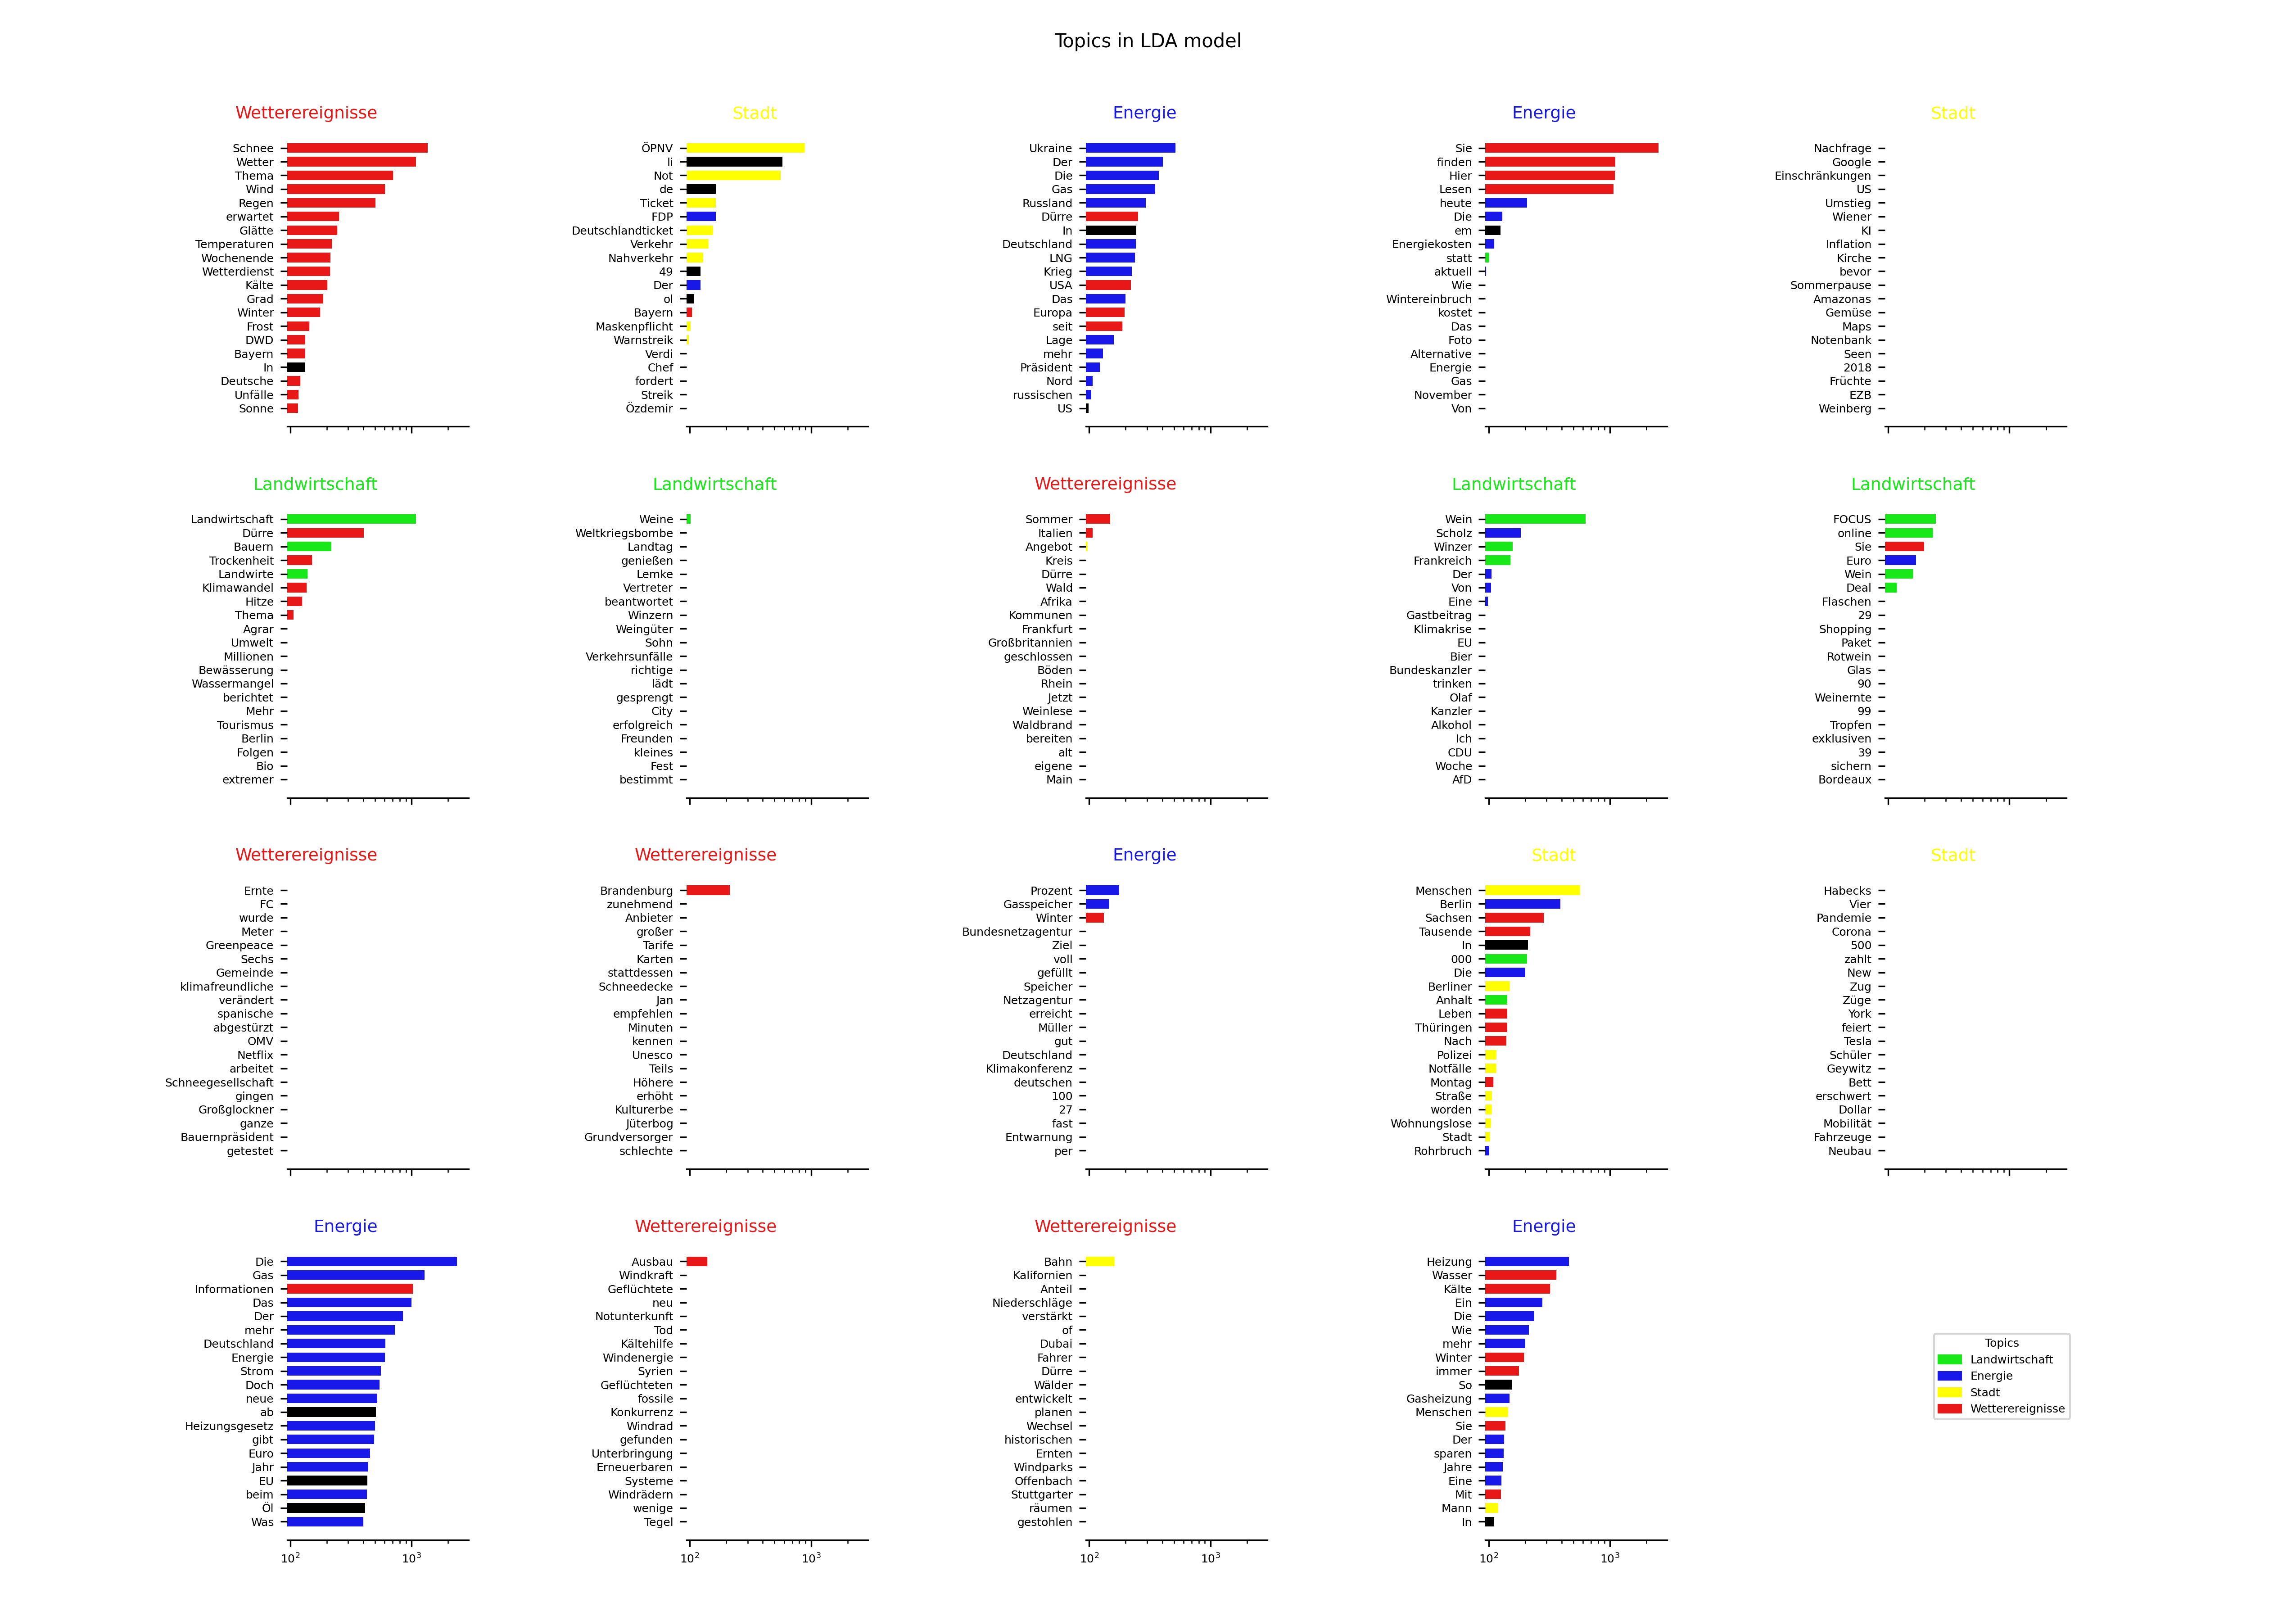 Topics in LDA model
Wetterereignisse
Schnee
Wetter
Thema
Wind
Regen
erwartet
Glätte
Temperaturen
Wochenende
Wetterdienst
Kälte
Grad
Winter
Frost
DWD
Bayern
In
Deutsche
Unfälle
Sonne
Stadt
ÖPNV
li
Not
de
Ticket
FDP
Deutschlandticket
Verkehr
Nahverkehr
49
Der
ol
Bayern
Maskenpflicht
Warnstreik
Verdi
Chef
fordert
Streik
Özdemir
Energie
Ukraine
Der
Die
Gas
Russland
Dürre
In
Deutschland
LNG
Krieg
USA
Das
Europa
seit
Lage
mehr
Präsident
Nord
russischen
US
Energie
Sie
finden
Hier
Lesen
heute
Die
em
Energiekosten
statt
aktuell
Wie
Wintereinbruch
kostet
Das
Foto
Alternative
Energie
Gas
November
Von
Stadt
Nachfrage
Google
Einschränkungen
US
Umstieg
Wiener
KI
Inflation
Kirche
bevor
Sommerpause
Amazonas
Gemüse
Maps
Notenbank
Seen
2018
Früchte
EZB
Weinberg
Landwirtschaft
Landwirtschaft
Dürre
Bauern
Trockenheit
Landwirte
Klimawandel
Hitze
Thema
Agrar
Umwelt
Millionen
Bewässerung
Wassermangel
berichtet
Mehr
Tourismus
Berlin
Folgen
Bio
extremer
Landwirtschaft
Weine
Weltkriegsbombe
Landtag
genießen
Lemke
Vertreter
beantwortet
Winzern
Weingüter
Sohn
Verkehrsunfälle
richtige
lädt
gesprengt
City
erfolgreich
Freunden
kleines
Fest
bestimmt
Wetterereignisse
Sommer
Italien
Angebot
Kreis
Dürre
Wald
Afrika
Kommunen
Frankfurt
Großbritannien
geschlossen
Böden
Rhein
Jetzt
Weinlese
Waldbrand
bereiten
alt
eigene
Main
Landwirtschaft
Wein
Scholz
Winzer
Frankreich
Der
Von
Eine
Gastbeitrag
Klimakrise
EU
Bier
Bundeskanzler
trinken
Olaf
Kanzler
Alkohol
Ich
CDU
Woche
AfD
Landwirtschaft
FOCUS
online
Sie
Euro
Wein
Deal
Flaschen
29
Shopping
Paket
Rotwein
Glas
90
Weinernte
99
Tropfen
exklusiven
39
sichern
Bordeaux
Wetterereignisse
Ernte
FC
wurde
Meter
Greenpeace
Sechs
Gemeinde
klimafreundliche
verändert
spanische
abgestürzt
OMV
Netflix
arbeitet
Schneegesellschaft
gingen
Großglockner
ganze
Bauernpräsident
getestet
Wetterereignisse
Brandenburg
zunehmend
Anbieter
großer
Tarife
Karten
stattdessen
Schneedecke
Jan
empfehlen
Minuten
kennen
Unesco
Teils
Höhere
erhöht
Kulturerbe
Jüterbog
Grundversorger
schlechte
Energie
Prozent
Gasspeicher
Winter
Bundesnetzagentur
Ziel
voll
gefüllt
Speicher
Netzagentur
erreicht
Müller
gut
Deutschland
Klimakonferenz
deutschen
100
27
fast
Entwarnung
per
Stadt
Menschen
Berlin
Sachsen
Tausende
In
000
Die
Berliner
Anhalt
Leben
Thüringen
Nach
Polizei
Notfälle
Montag
Straße
worden
Wohnungslose
Stadt
Rohrbruch
Stadt
Habecks
Vier
Pandemie
Corona
500
zahlt
New
Zug
Züge
York
feiert
Tesla
Schüler
Geywitz
Bett
erschwert
Dollar
Mobilität
Fahrzeuge
Neubau
Energie
Die
Gas
Informationen
Das
Der
mehr
Deutschland
Energie
Strom
Doch
neue
ab
Heizungsgesetz
gibt
Euro
Jahr
EU
beim
Öl
Was
10² 10³
Wetterereignisse
Ausbau
Windkraft
Geflüchtete
neu
Notunterkunft
Tod
Kältehilfe
Windenergie
Syrien
Geflüchteten
fossile
Konkurrenz
Windrad
gefunden
Unterbringung
Erneuerbaren
Systeme
Windrädern
wenige
Tegel
10² 10³
Wetterereignisse
Bahn
Kalifornien
Anteil
Niederschläge
verstärkt
of
Dubai
Fahrer
Dürre
Wälder
entwickelt
planen
Wechsel
historischen
Ernten
Windparks
Offenbach
Stuttgarter
räumen
gestohlen
10² 10³
Energie
Heizung
Wasser
Kälte
Ein
Die
Wie
mehr
Winter
immer
So
Gasheizung
Menschen
Sie
Der
sparen
Jahre
Eine
Mit
Mann
In
10² 10³
Topics
Landwirtschaft
Energie
Stadt
Wetterereignisse